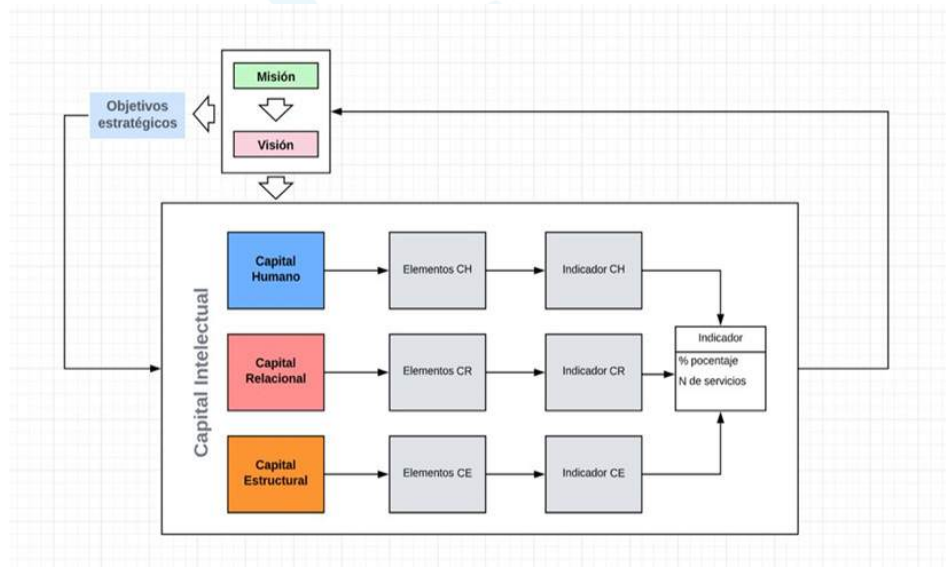 Misión
Objetivos
estratégicos
Visión
Capital Intelectual
Capital
Humano
Elementos CH
Indicador CH
Capital
Relacional
Elementos CR
Indicador CR
Indicador
% pocentaje
N de servicios
Capital
Estructural
Elementos CE
Indicador CE